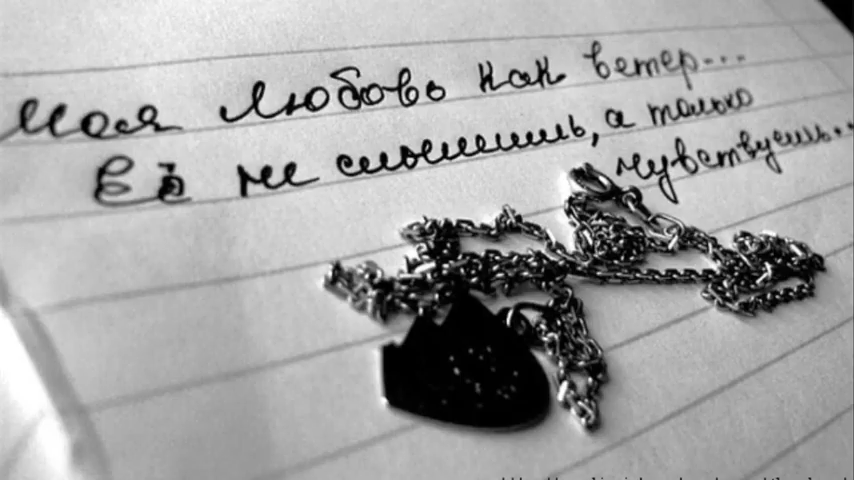 Моя любовь как ветер...
Её не слышишь, а только
чувствуешь...